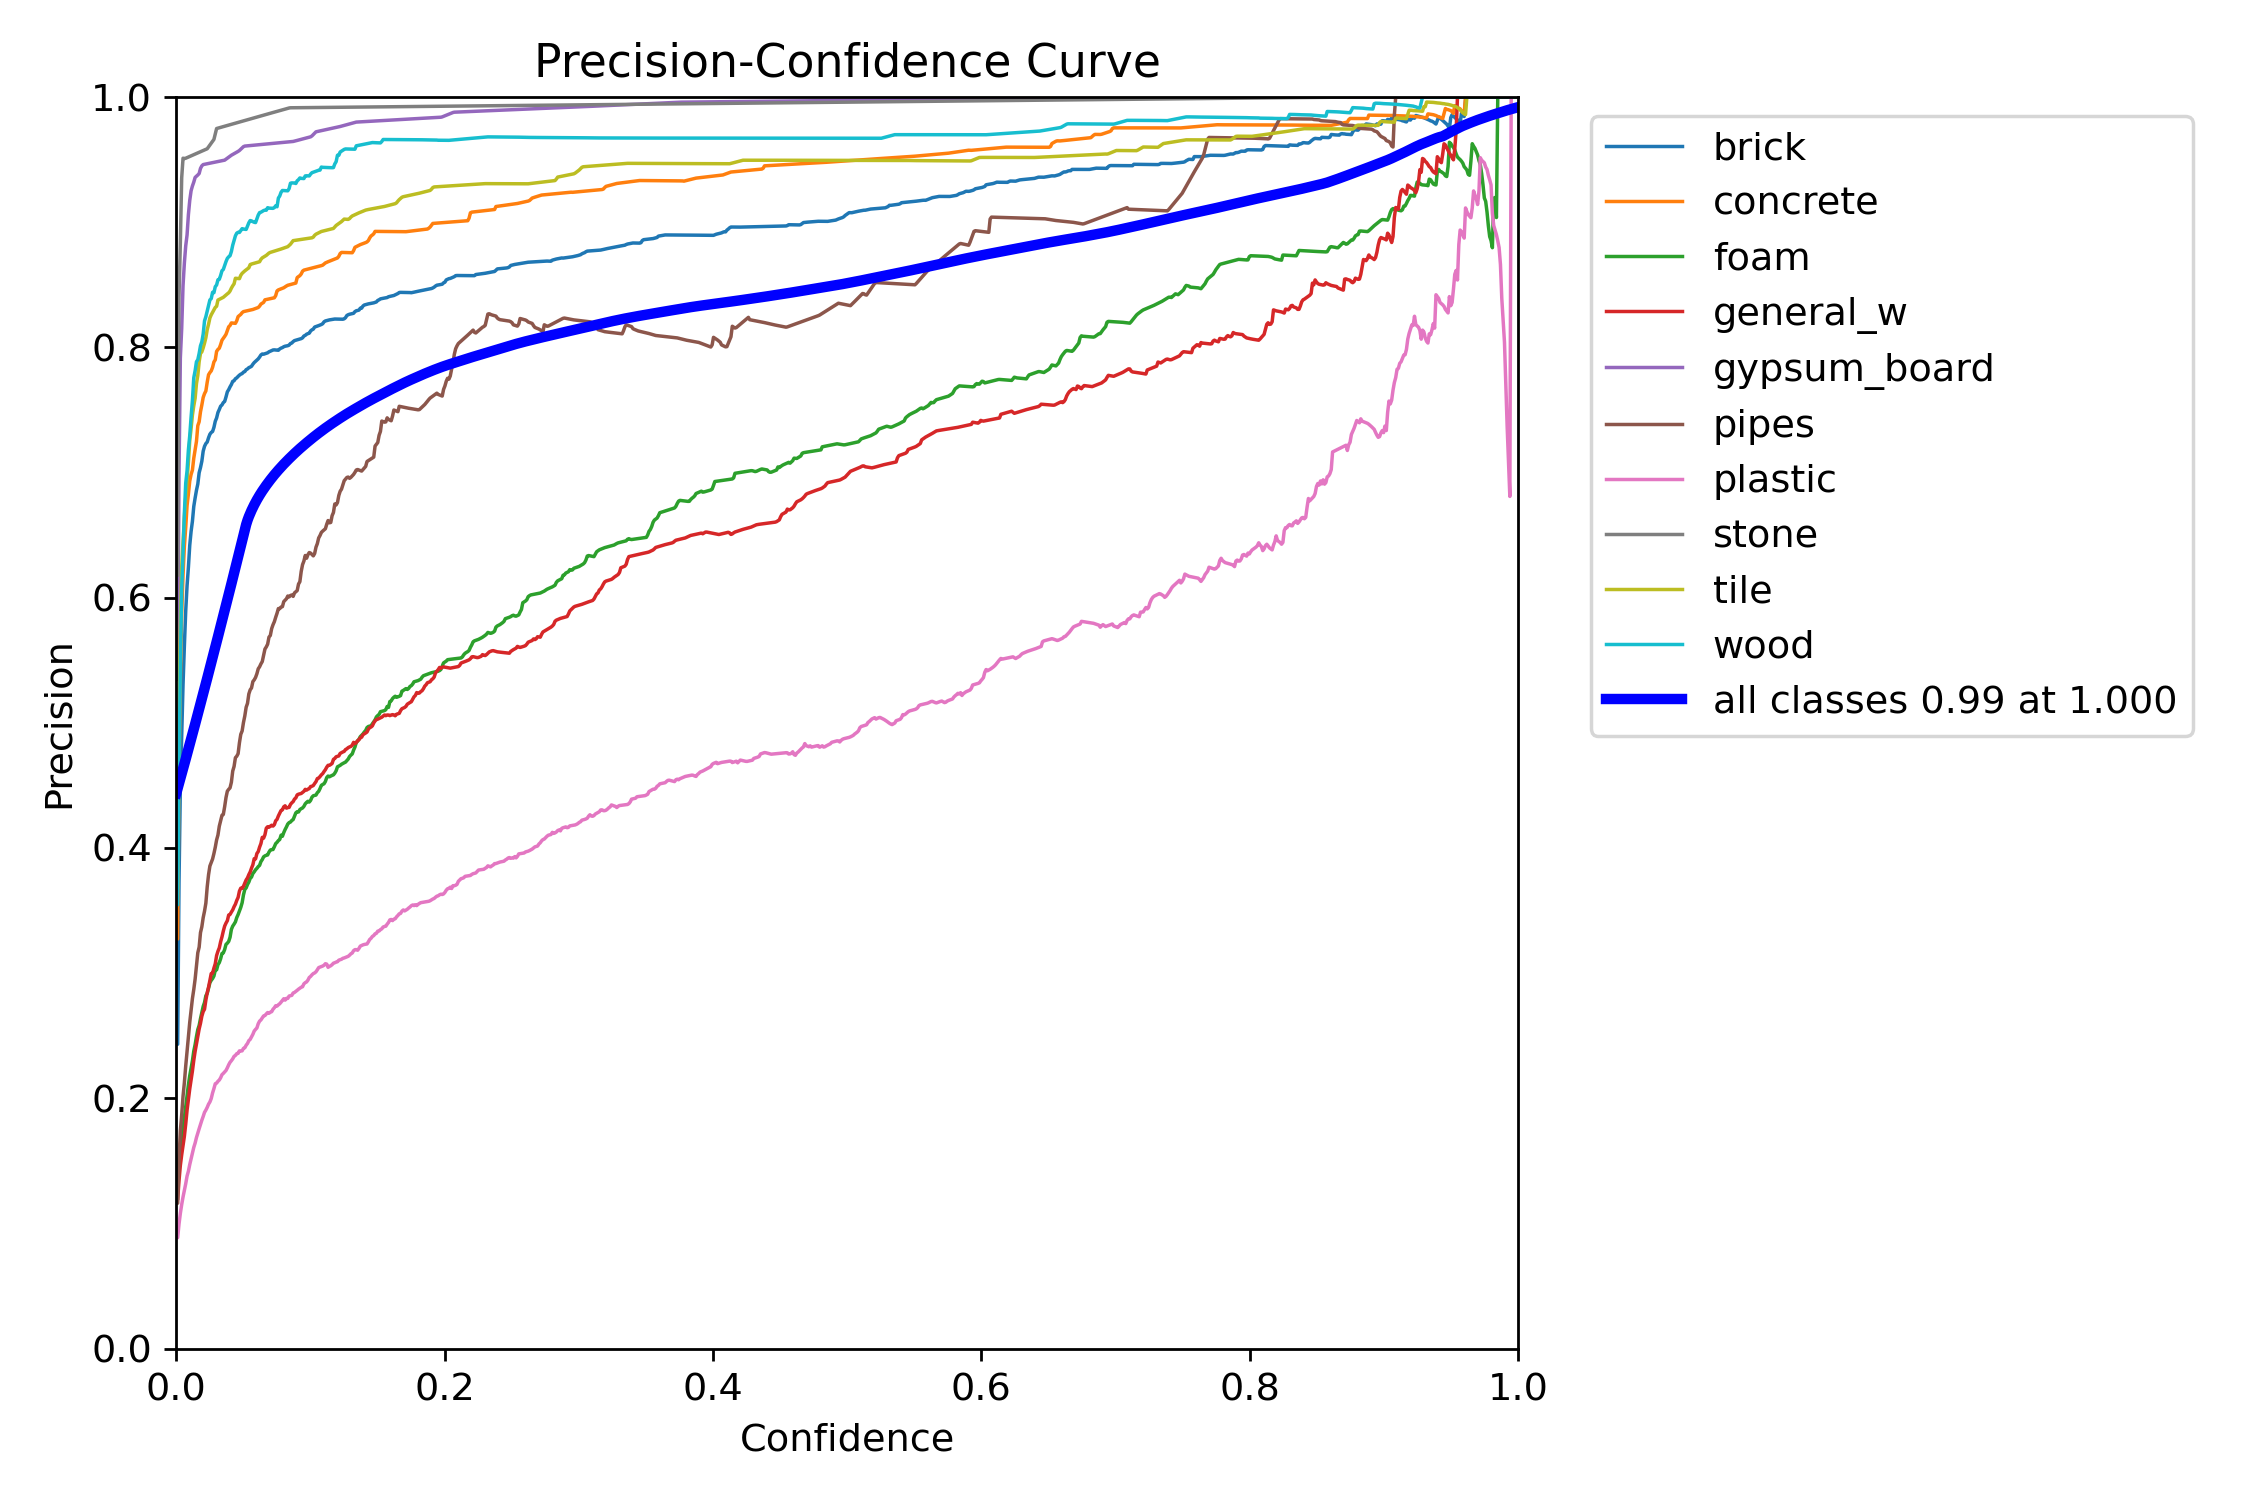 Precision-Confidence Curve
1.0
0.8
0.6
0.4
0.2
0.0
Precision
0.0 0.2 0.4 0.6 0.8 1.0
Confidence
brick
concrete
foam
general_w
gypsum_board
pipes
plastic
stone
tile
wood
all classes 0.99 at 1.000